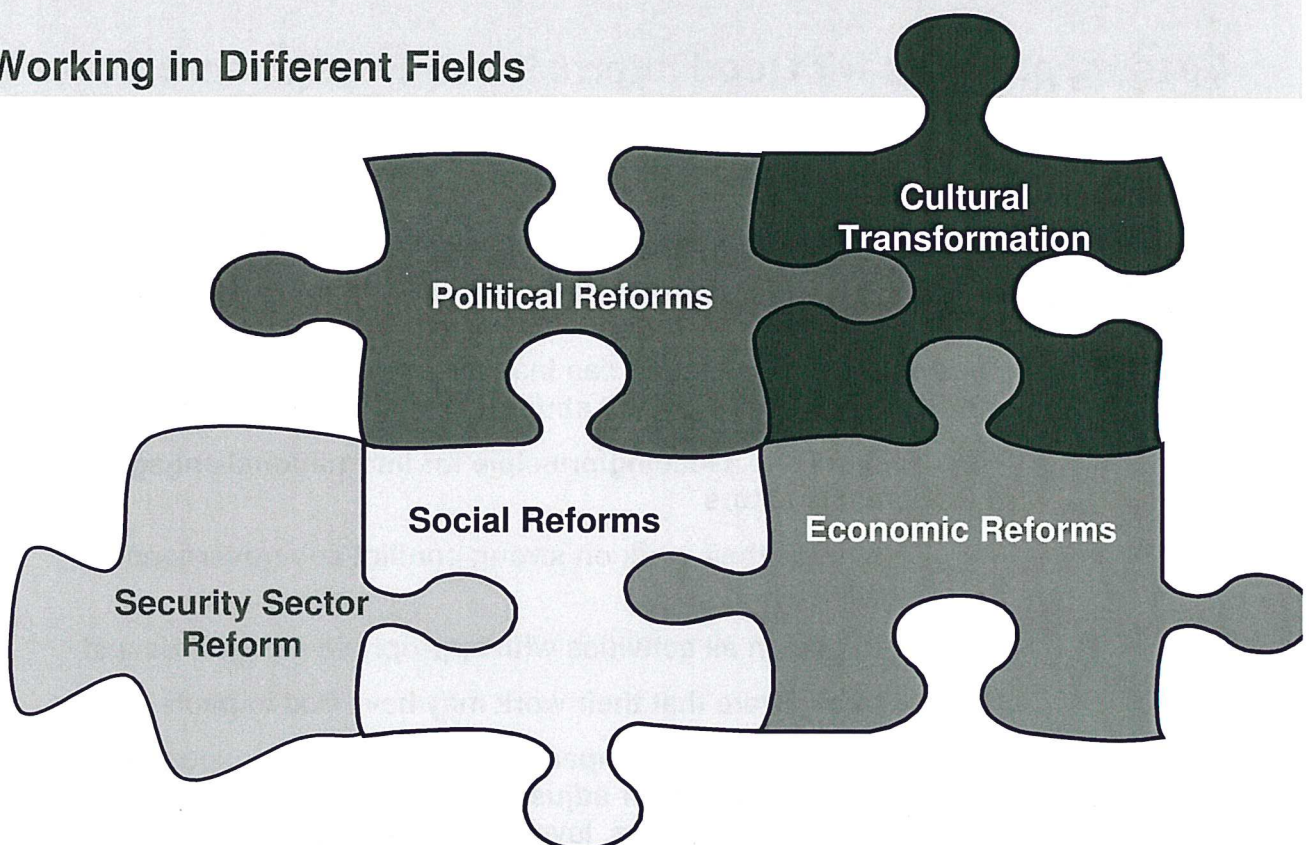 Working in Different Fields
Cultural
Transformation
Political Reforms
Social Reforms
Economic Reforms
Security Sector
Reform